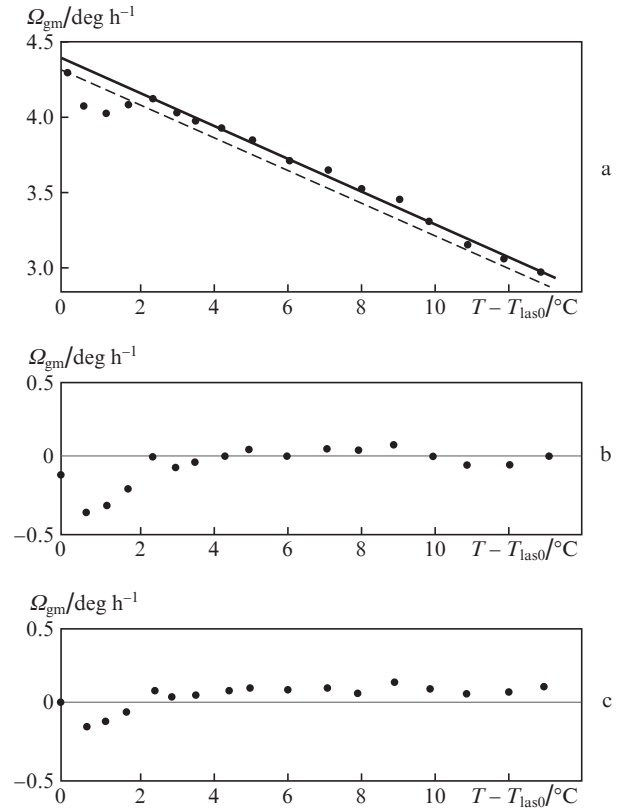 Ω_gm/deg h⁻¹
4.5
4.0
3.5
3.0
a
0 2 4 6 8 10 T – T_las0/°C
Ω_gm/deg h⁻¹
0.5
0
b
–0.5
0 2 4 6 8 10 T – T_las0/°C
Ω_gm/deg h⁻¹
0.5
0
c
–0.5
0 2 4 6 8 10 T – T_las0/°C